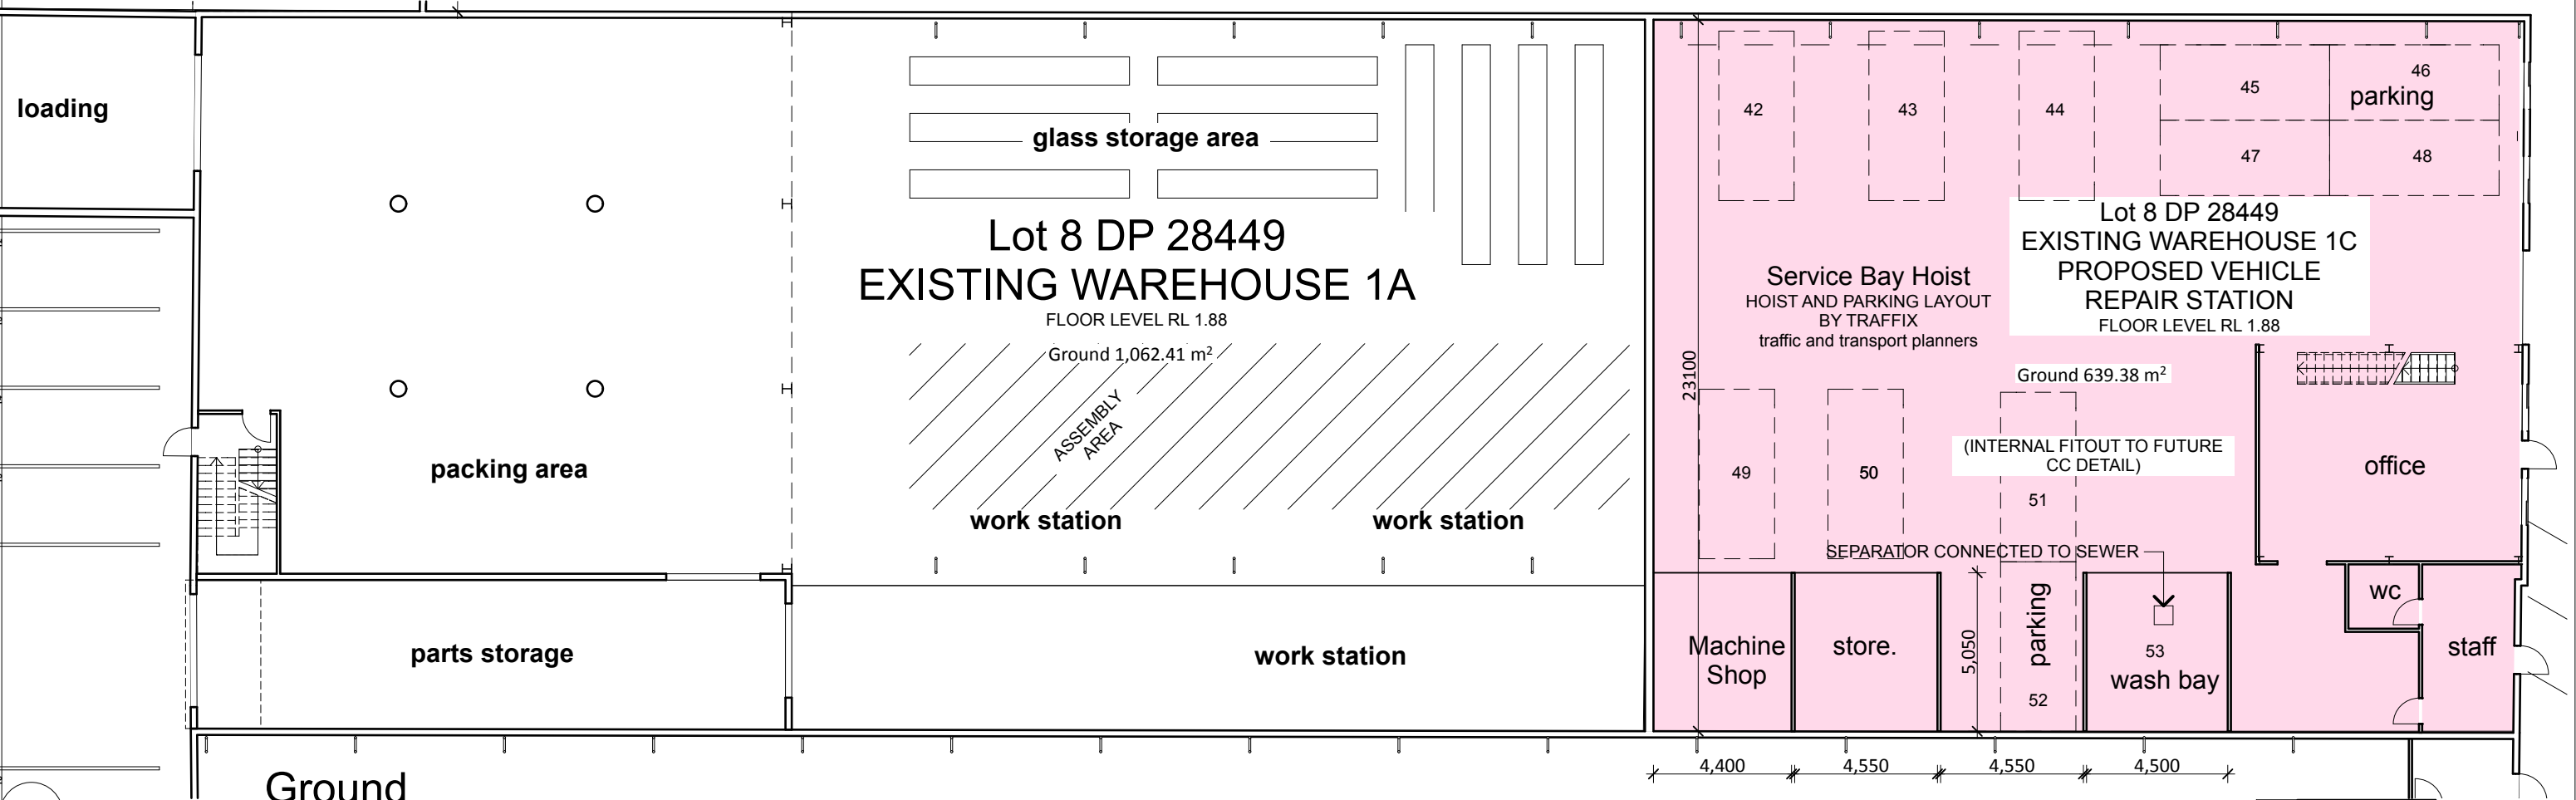 loading
glass storage area
Lot 8 DP 28449
EXISTING WAREHOUSE 1A
FLOOR LEVEL RL 1.88
Ground 1,062.41 m²
ASSEMBLY
AREA
packing area
work station
work station
parts storage
work station
Ground
42
43
44
45
46
parking
47
48
Lot 8 DP 28449
EXISTING WAREHOUSE 1C
PROPOSED VEHICLE
REPAIR STATION
FLOOR LEVEL RL 1.88
Service Bay Hoist
HOIST AND PARKING LAYOUT
BY TRAFFIX
traffic and transport planners
23100
Ground 639.38 m²
(INTERNAL FITOUT TO FUTURE
CC DETAIL)
office
49
50
51
SEPARATOR CONNECTED TO SEWER
Machine
Shop
store.
5,050
parking
52
53
wash bay
wc
staff
4,400
4,550
4,550
4,500